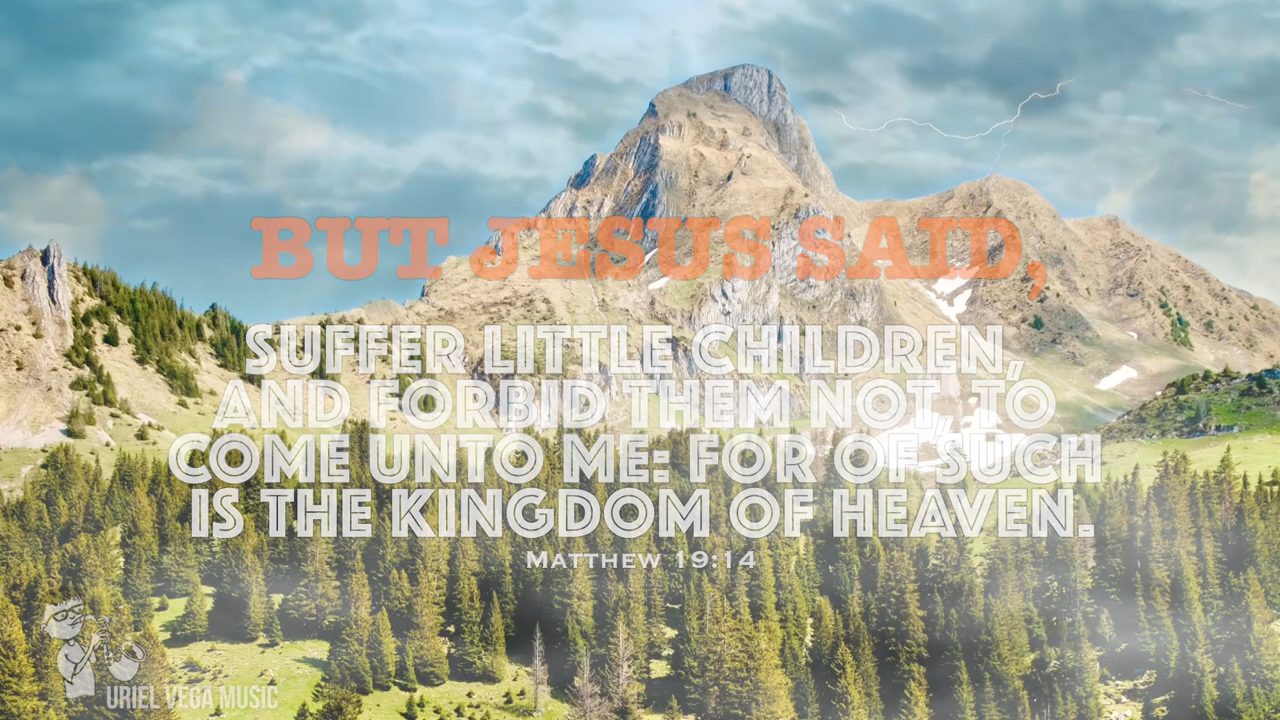 BUT JESUS SAID,
SUFFER LITTLE CHILDREN,
AND FORBID THEM NOT, TO
COME UNTO ME: FOR OF SUCH
IS THE KINGDOM OF HEAVEN.
MATTHEW 19:14
URIEL VEGA MUSIC